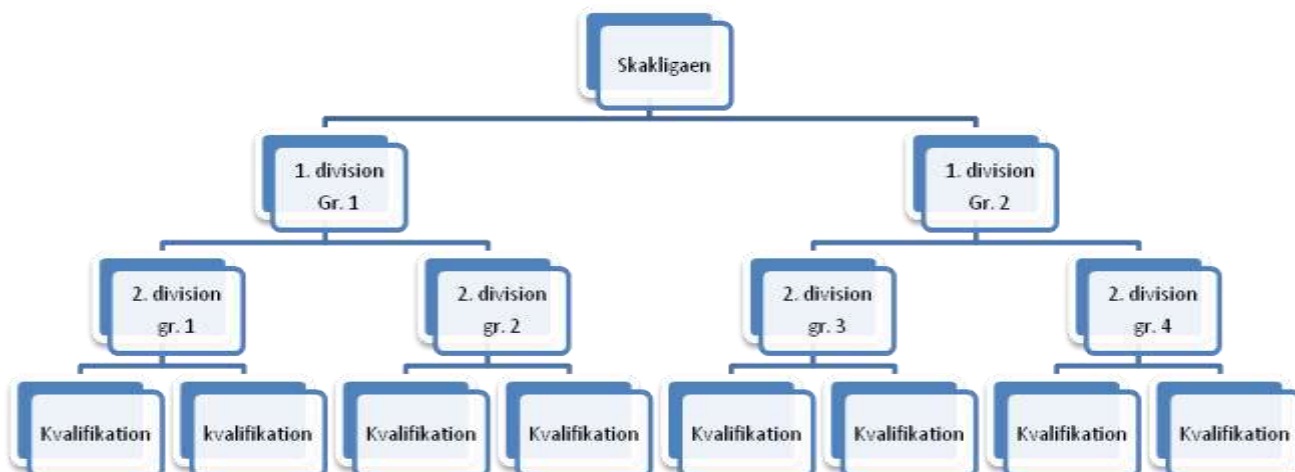 Skakligaen
1. division
Gr. 1
1. division
Gr. 2
2. division
gr. 1
2. division
gr. 2
2. division
gr. 3
2. division
gr. 4
Kvalifikation
kvalifikation
Kvalifikation
Kvalifikation
Kvalifikation
Kvalifikation
Kvalifikation
Kvalifikation